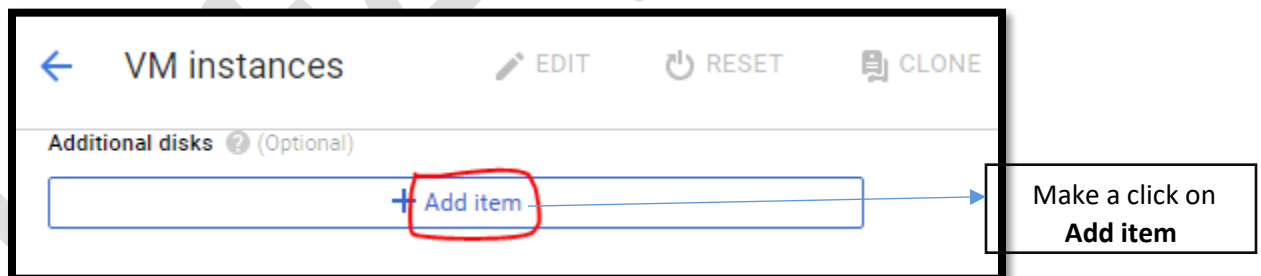 VM instances EDIT RESET CLONE
Additional disks ? (Optional)
+ Add item
Make a click on
Add item